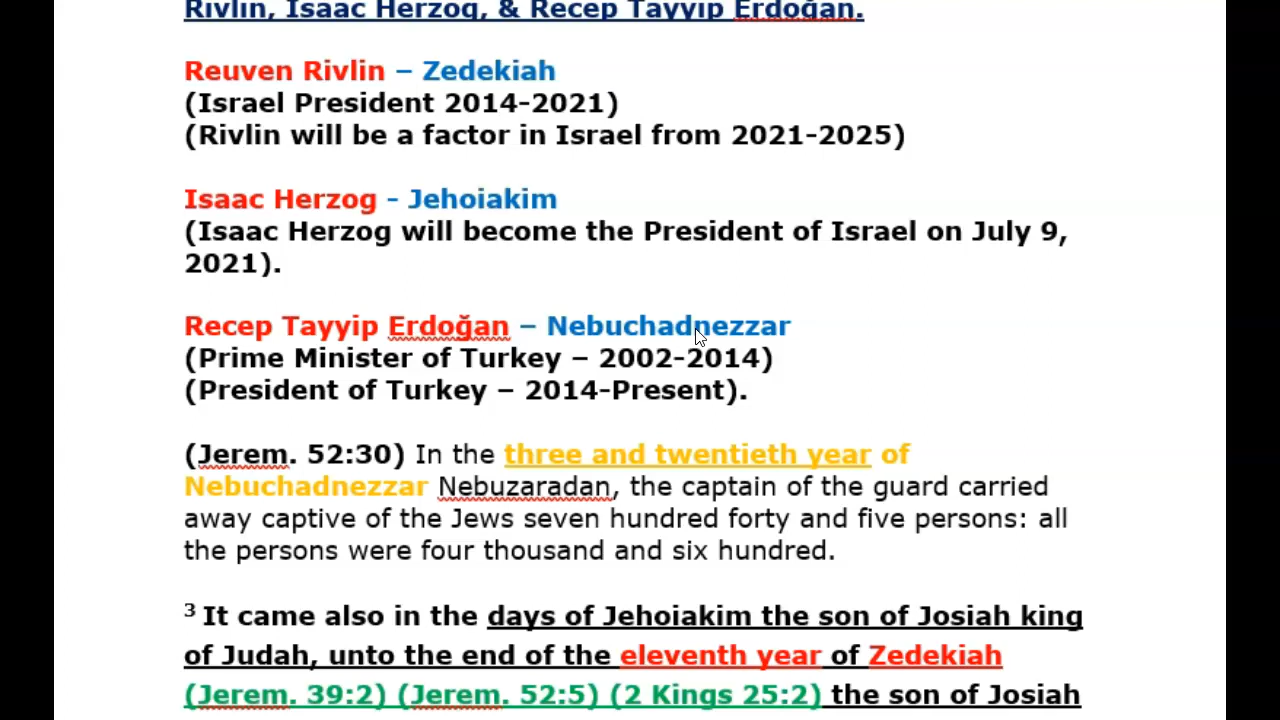 Rivlin, Isaac Herzog, & Recep Tayyip Erdoğan.
Reuven Rivlin – Zedekiah
(Israel President 2014-2021)
(Rivlin will be a factor in Israel from 2021-2025)
Isaac Herzog - Jehoiakim
(Isaac Herzog will become the President of Israel on July 9,
2021).
Recep Tayyip Erdoğan – Nebuchadnezzar
(Prime Minister of Turkey – 2002-2014)
(President of Turkey – 2014-Present).
(Jerem. 52:30) In the three and twentieth year of
Nebuchadnezzar Nebuzaradan, the captain of the guard carried
away captive of the Jews seven hundred forty and five persons: all
the persons were four thousand and six hundred.
3 It came also in the days of Jehoiakim the son of Josiah king
of Judah, unto the end of the eleventh year of Zedekiah
(Jerem. 39:2) (Jerem. 52:5) (2 Kings 25:2) the son of Josiah